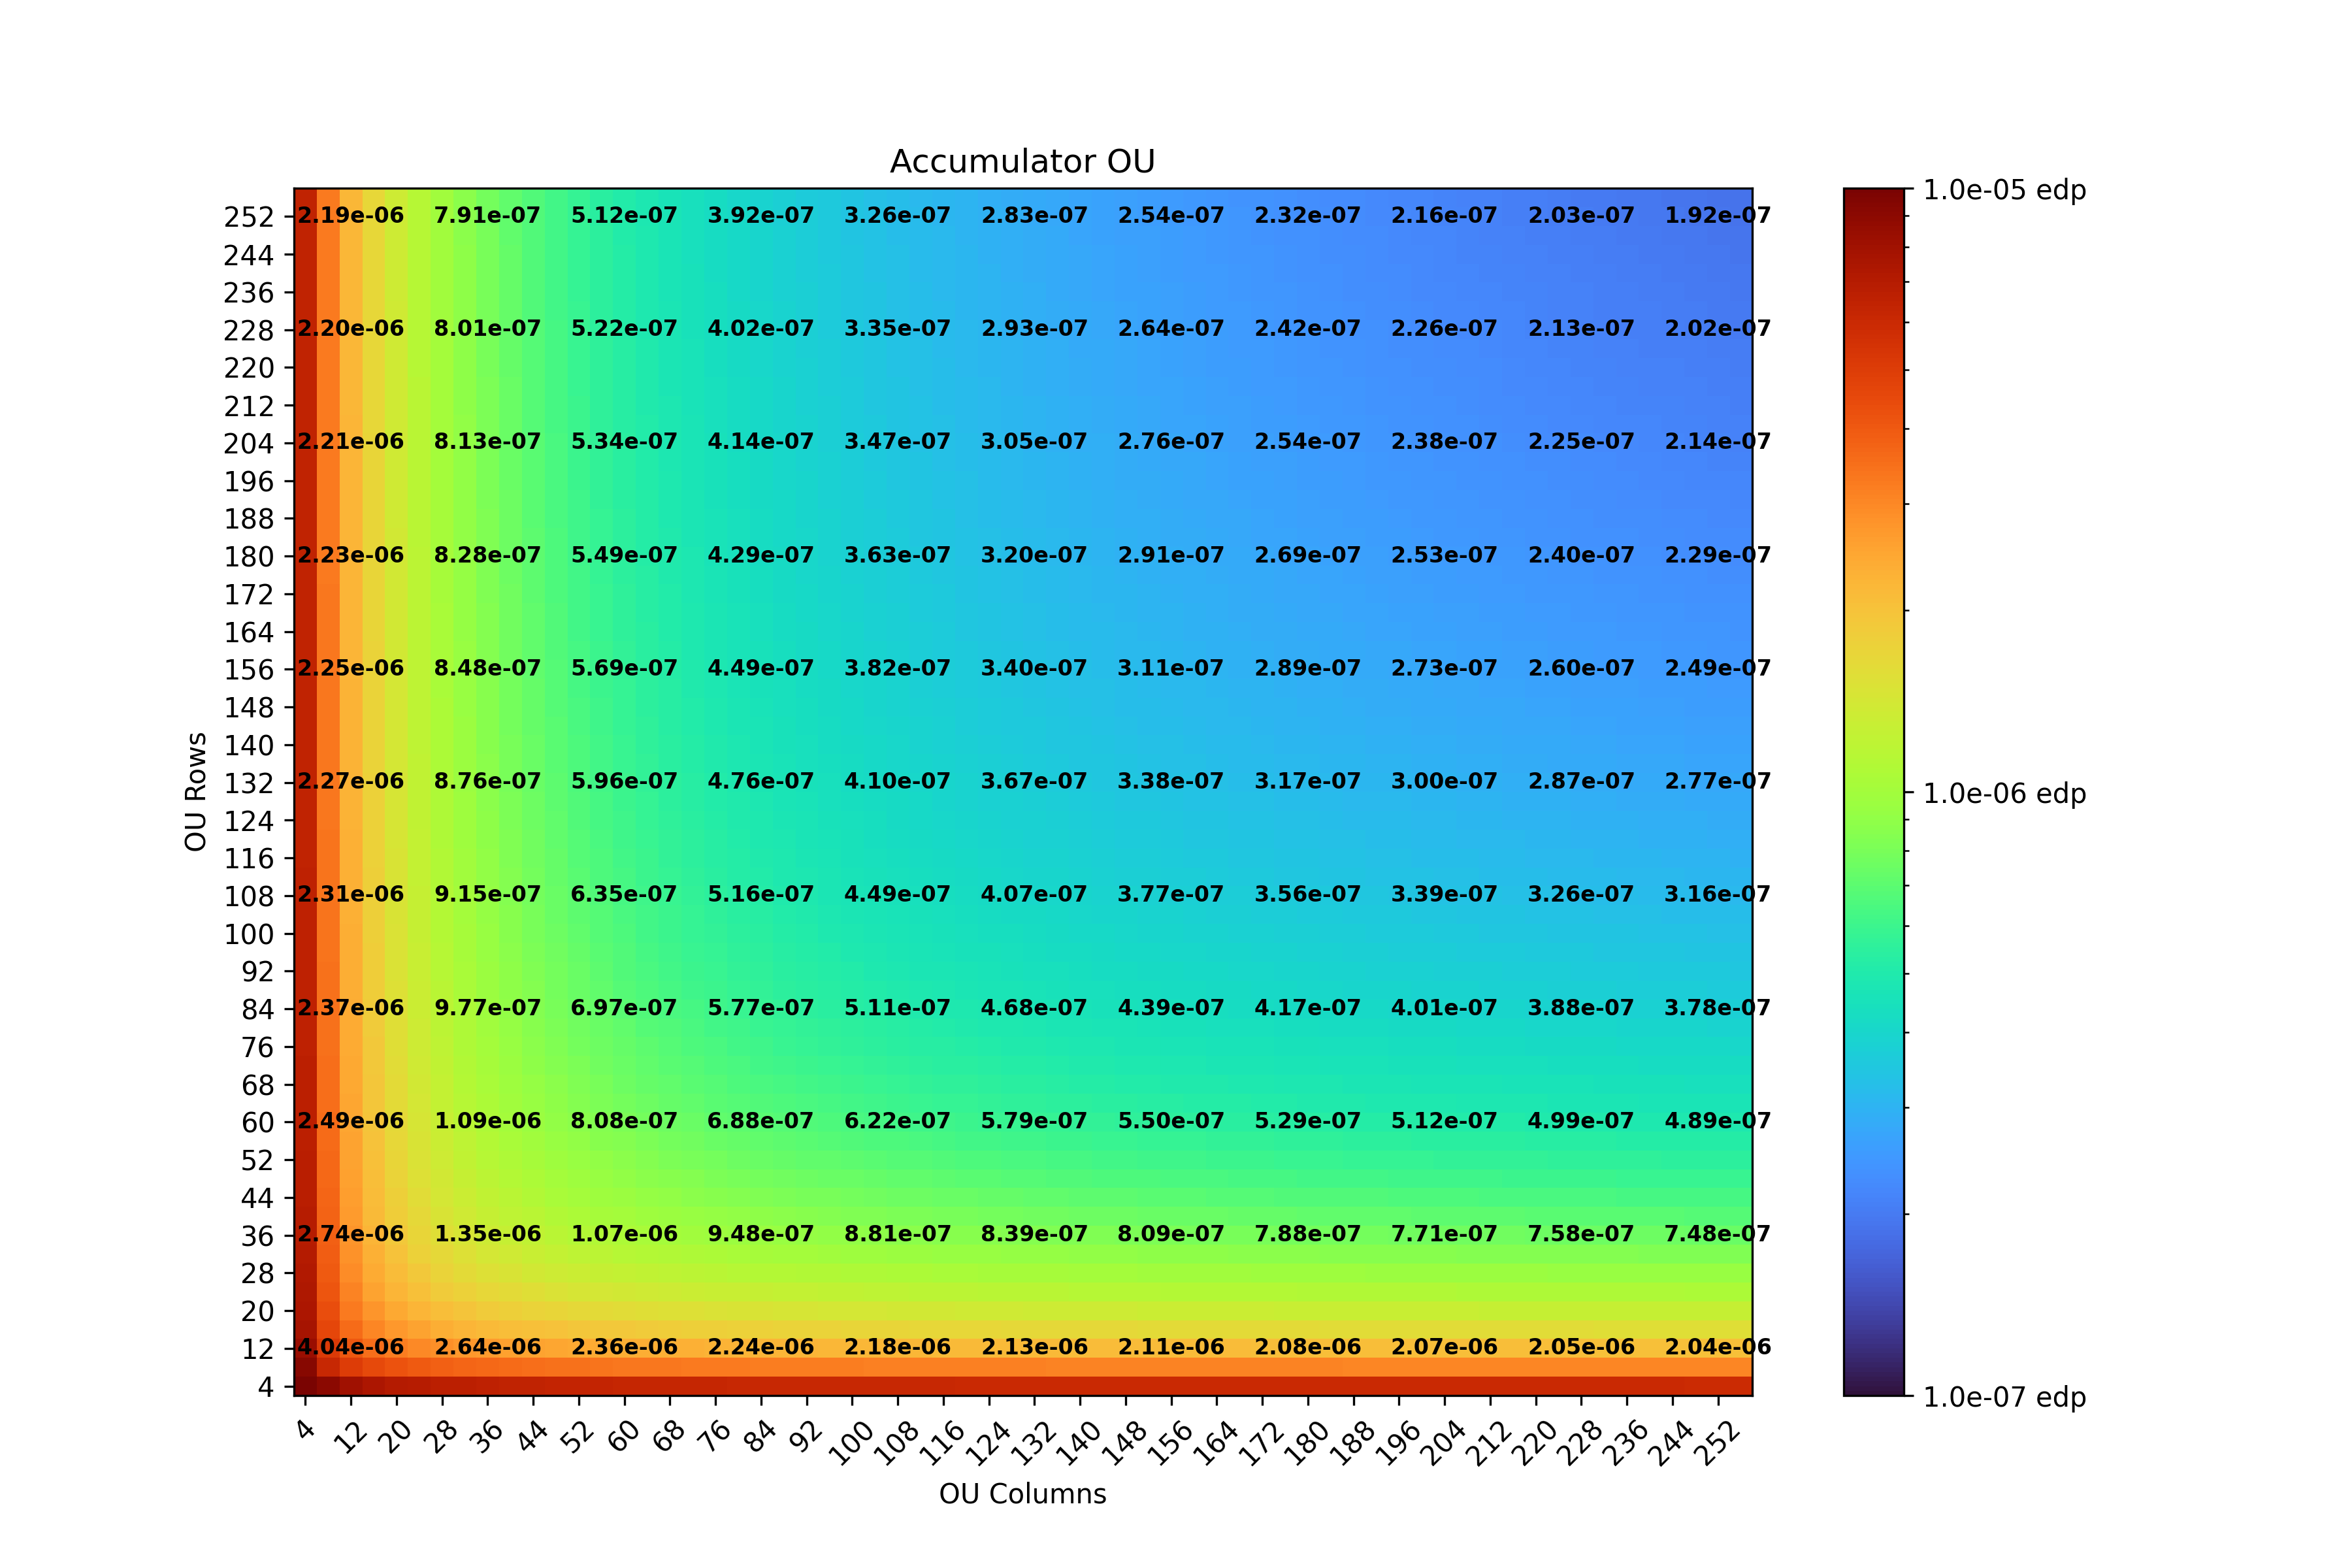 Accumulator OU
1.0e-05 edp
252 2.19e-06 7.91e-07 5.12e-07 3.92e-07 3.26e-07 2.83e-07 2.54e-07 2.32e-07 2.16e-07 2.03e-07 1.92e-07
244
236
228 2.20e-06 8.01e-07 5.22e-07 4.02e-07 3.35e-07 2.93e-07 2.64e-07 2.42e-07 2.26e-07 2.13e-07 2.02e-07
220
212
204 2.21e-06 8.13e-07 5.34e-07 4.14e-07 3.47e-07 3.05e-07 2.76e-07 2.54e-07 2.38e-07 2.25e-07 2.14e-07
196
188
180 2.23e-06 8.28e-07 5.49e-07 4.29e-07 3.63e-07 3.20e-07 2.91e-07 2.69e-07 2.53e-07 2.40e-07 2.29e-07
172
164
156 2.25e-06 8.48e-07 5.69e-07 4.49e-07 3.82e-07 3.40e-07 3.11e-07 2.89e-07 2.73e-07 2.60e-07 2.49e-07
148
140
132 2.27e-06 8.76e-07 5.96e-07 4.76e-07 4.10e-07 3.67e-07 3.38e-07 3.17e-07 3.00e-07 2.87e-07 2.77e-07
1.0e-06 edp
OU Rows
124
116
108 2.31e-06 9.15e-07 6.35e-07 5.16e-07 4.49e-07 4.07e-07 3.77e-07 3.56e-07 3.39e-07 3.26e-07 3.16e-07
100
92
84 2.37e-06 9.77e-07 6.97e-07 5.77e-07 5.11e-07 4.68e-07 4.39e-07 4.17e-07 4.01e-07 3.88e-07 3.78e-07
76
68
60 2.49e-06 1.09e-06 8.08e-07 6.88e-07 6.22e-07 5.79e-07 5.50e-07 5.29e-07 5.12e-07 4.99e-07 4.89e-07
52
44
36 2.74e-06 1.35e-06 1.07e-06 9.48e-07 8.81e-07 8.39e-07 8.09e-07 7.88e-07 7.71e-07 7.58e-07 7.48e-07
28
20
12 4.04e-06 2.64e-06 2.36e-06 2.24e-06 2.18e-06 2.13e-06 2.11e-06 2.08e-06 2.07e-06 2.05e-06 2.04e-06
4
1.0e-07 edp
4 12 20 28 36 44 52 60 68 76 84 92 100 108 116 124 132 140 148 156 164 172 180 188 196 204 212 220 228 236 244 252
OU Columns